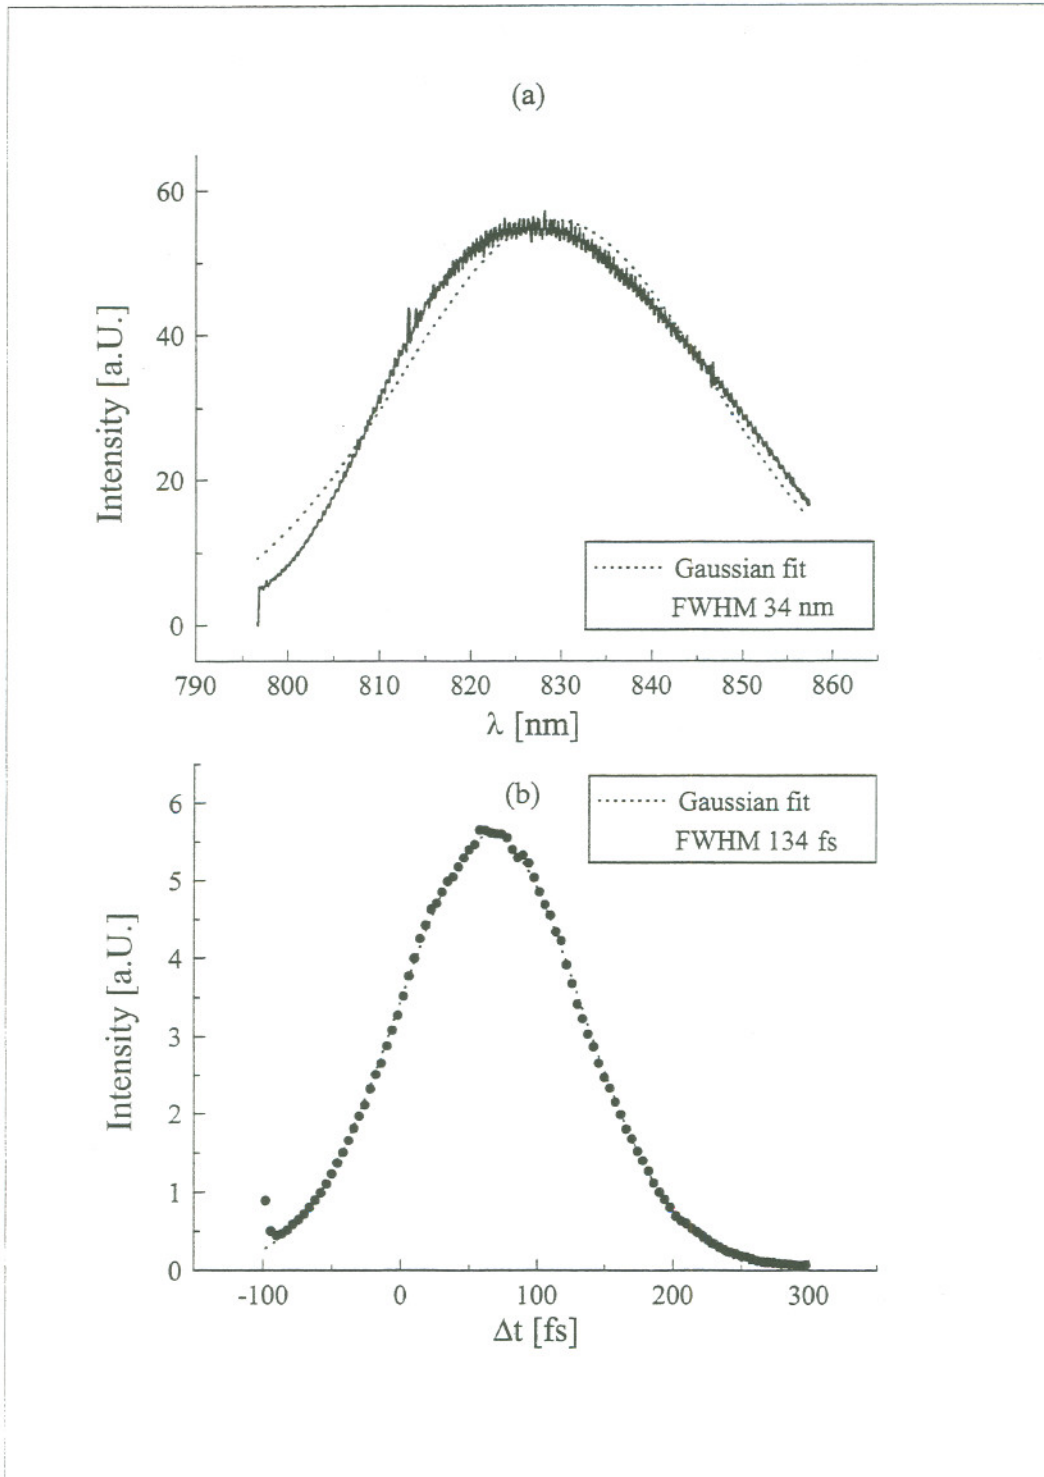 (a)
60
40
20
0
Intensity [a.U.]
Gaussian fit
FWHM 34 nm
790 800 810 820 830 840 850 860
λ [nm]
(b)
Gaussian fit
FWHM 134 fs
6
5
4
3
2
1
0
Intensity [a.U.]
-100 0 100 200 300
Δt [fs]